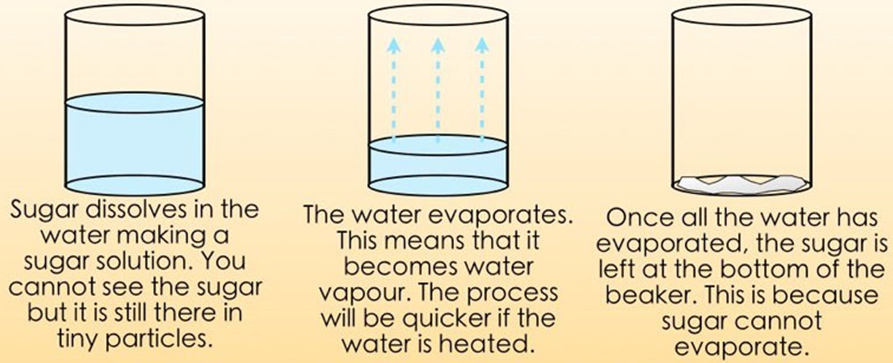 Sugar dissolves in the
water making a
sugar solution. You
cannot see the sugar
but it is still there in
tiny particles.
The water evaporates.
This means that it
becomes water
vapour. The process
will be quicker if the
water is heated.
Once all the water has
evaporated, the sugar is
left at the bottom of the
beaker. This is because
sugar cannot
evaporate.